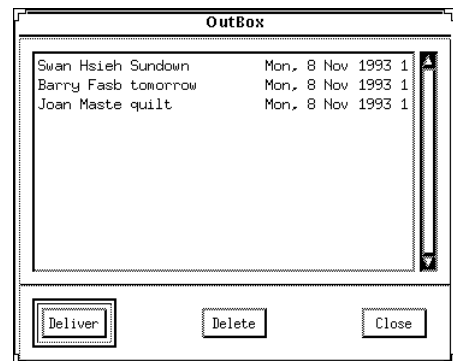 OutBox
Swan Hsieh Sundown Mon, 8 Nov 1993 1
Barry Fasb tomorrow Mon, 8 Nov 1993 1
Joan Maste quilt Mon, 8 Nov 1993 1
Deliver Delete Close